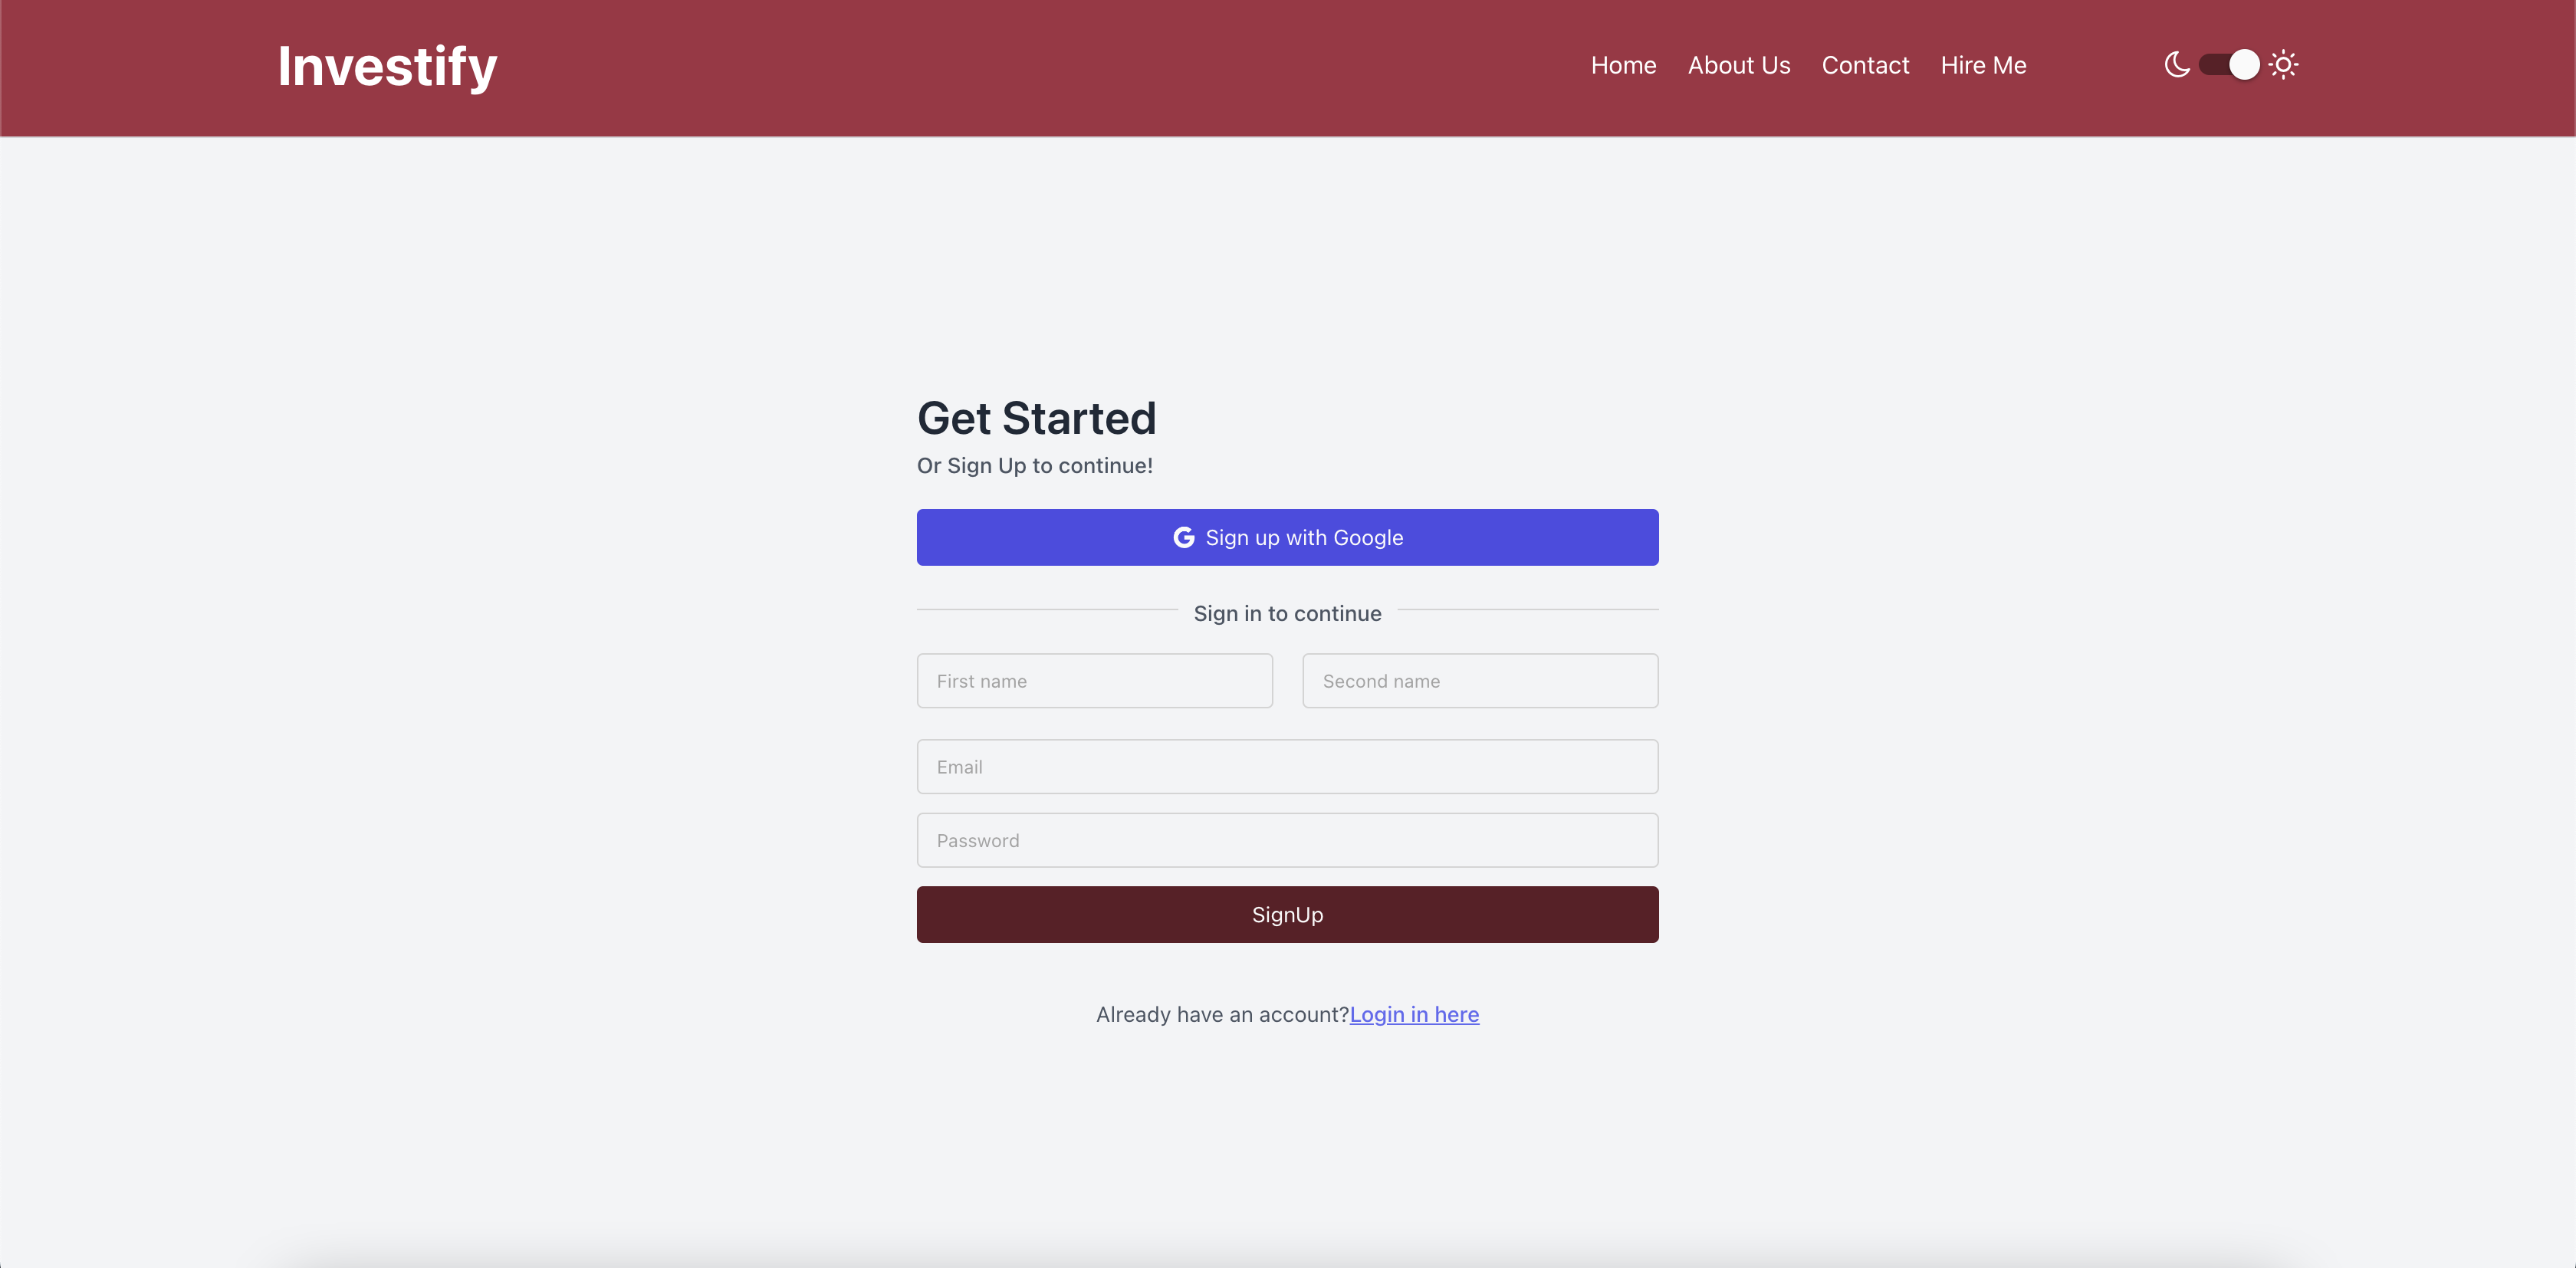 Investify
Home About Us Contact Hire Me
Get Started
Or Sign Up to continue!
Sign up with Google
Sign in to continue
First name Second name
Email
Password
SignUp
Already have an account?Login in here